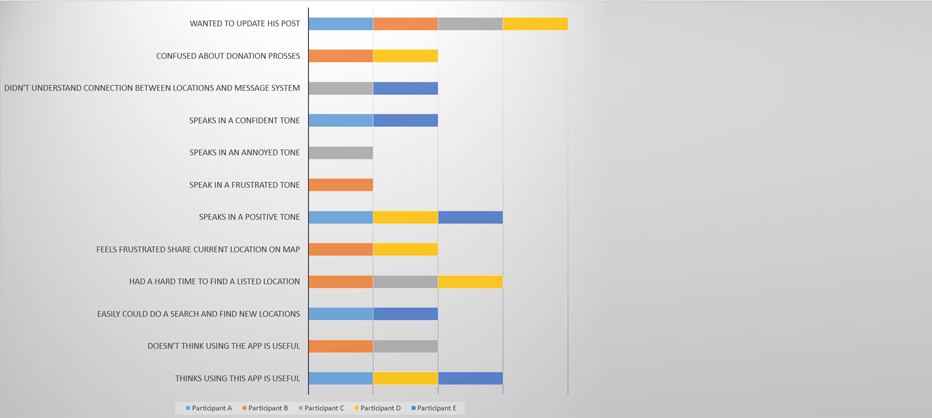 WANTED TO UPDATE HIS POST
CONFUSED ABOUT DONATION PROSSES
DIDN'T UNDERSTAND CONNECTION BETWEEN LOCATIONS AND MESSAGE SYSTEM
SPEAKS IN A CONFIDENT TONE
SPEAKS IN AN ANNOYED TONE
SPEAK IN A FRUSTRATED TONE
SPEAKS IN A POSITIVE TONE
FEELS FRUSTRATED SHARE CURRENT LOCATION ON MAP
HAD A HARD TIME TO FIND A LISTED LOCATION
EASILY COULD DO A SEARCH AND FIND NEW LOCATIONS
DOESN'T THINK USING THE APP IS USEFUL
THINKS USING THIS APP IS USEFUL
Participant A Participant B Participant C Participant D Participant E